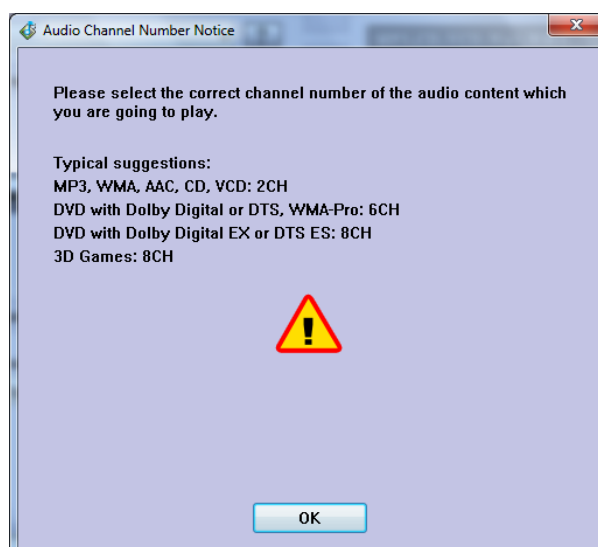 Audio Channel Number Notice
Please select the correct channel number of the audio content which
you are going to play.
Typical suggestions:
MP3, WMA, AAC, CD, VCD: 2CH
DVD with Dolby Digital or DTS, WMA-Pro: 6CH
DVD with Dolby Digital EX or DTS ES: 8CH
3D Games: 8CH
OK